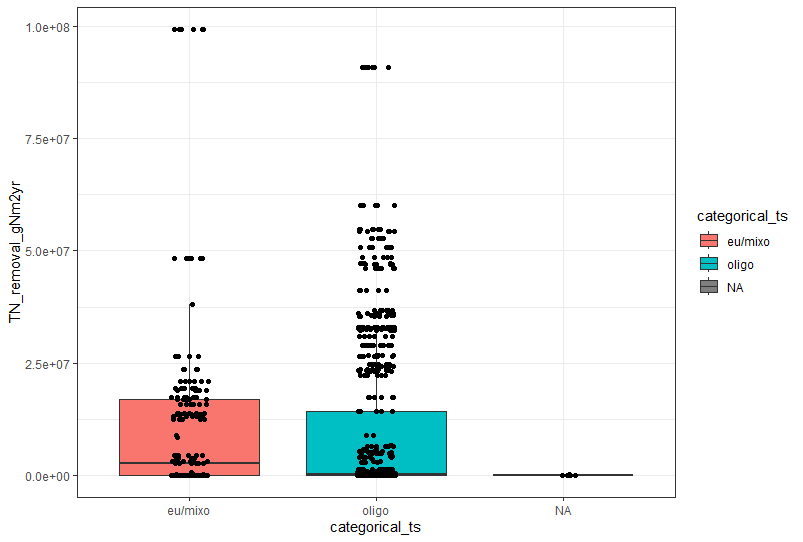 TN_removal_gNm2yr
1.0e+08
7.5e+07
5.0e+07
2.5e+07
0.0e+00
eu/mixo
oligo
NA
categorical_ts
categorical_ts
eu/mixo
oligo
NA